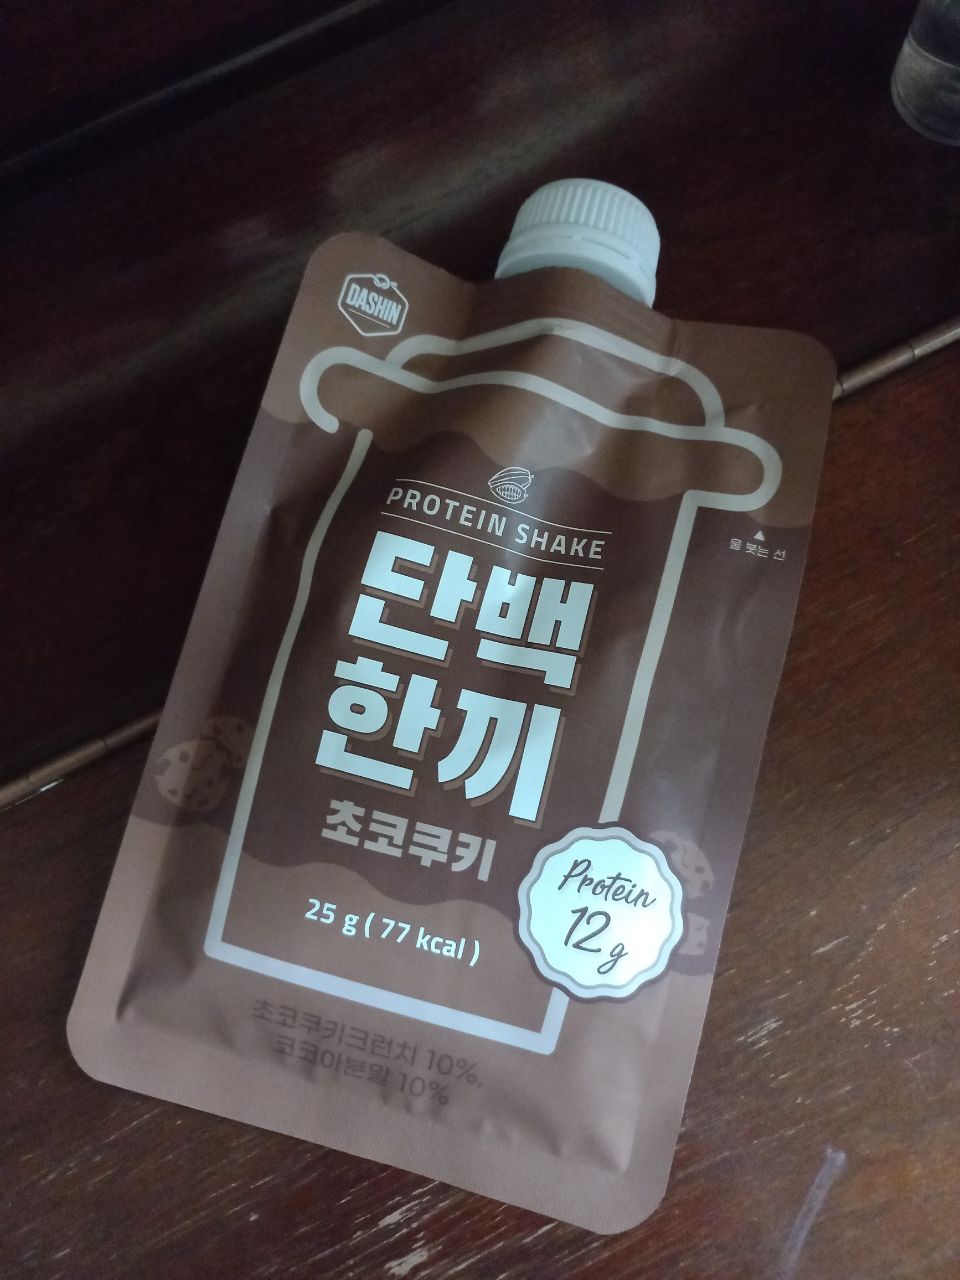 DASHIN
PROTEIN SHAKE
물 붓는 선
단백
한끼
초코쿠키
Protein
12g
25 g ( 77 kcal )
초코쿠키크런치 10%,
코코아분말 10%